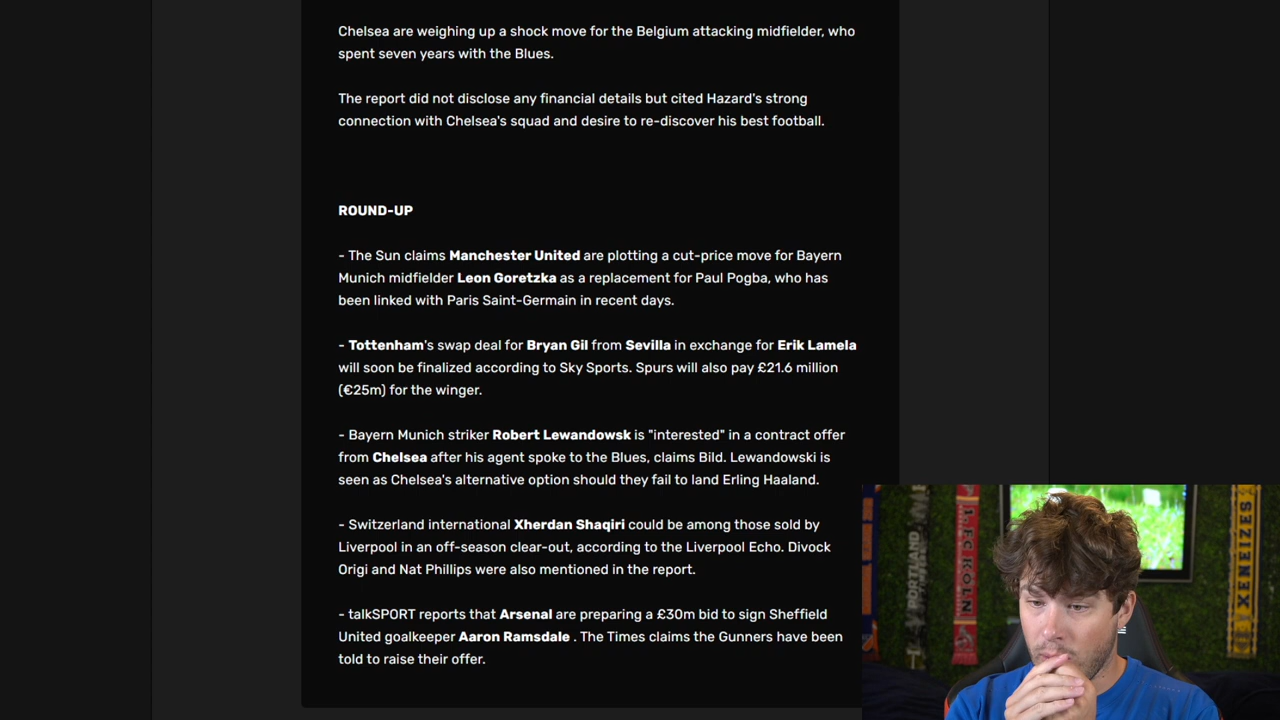 Chelsea are weighing up a shock move for the Belgium attacking midfielder, who
spent seven years with the Blues.
The report did not disclose any financial details but cited Hazard's strong
connection with Chelsea's squad and desire to re-discover his best football.
ROUND-UP
- The Sun claims Manchester United are plotting a cut-price move for Bayern
Munich midfielder Leon Goretzka as a replacement for Paul Pogba, who has
been linked with Paris Saint-Germain in recent days.
- Tottenham's swap deal for Bryan Gil from Sevilla in exchange for Erik Lamela
will soon be finalized according to Sky Sports. Spurs will also pay £21.6 million
(€25m) for the winger.
- Bayern Munich striker Robert Lewandowsk is "interested" in a contract offer
from Chelsea after his agent spoke to the Blues, claims Bild. Lewandowski is
seen as Chelsea's alternative option should they fail to land Erling Haaland.
- Switzerland international Xherdan Shaqiri could be among those sold by
Liverpool in an off-season clear-out, according to the Liverpool Echo. Divock
Origi and Nat Phillips were also mentioned in the report.
- talkSPORT reports that Arsenal are preparing a £30m bid to sign Sheffield
United goalkeeper Aaron Ramsdale . The Times claims the Gunners have been
told to raise their offer.
PORTLAND
1. FC KÖLN
XENEIZES